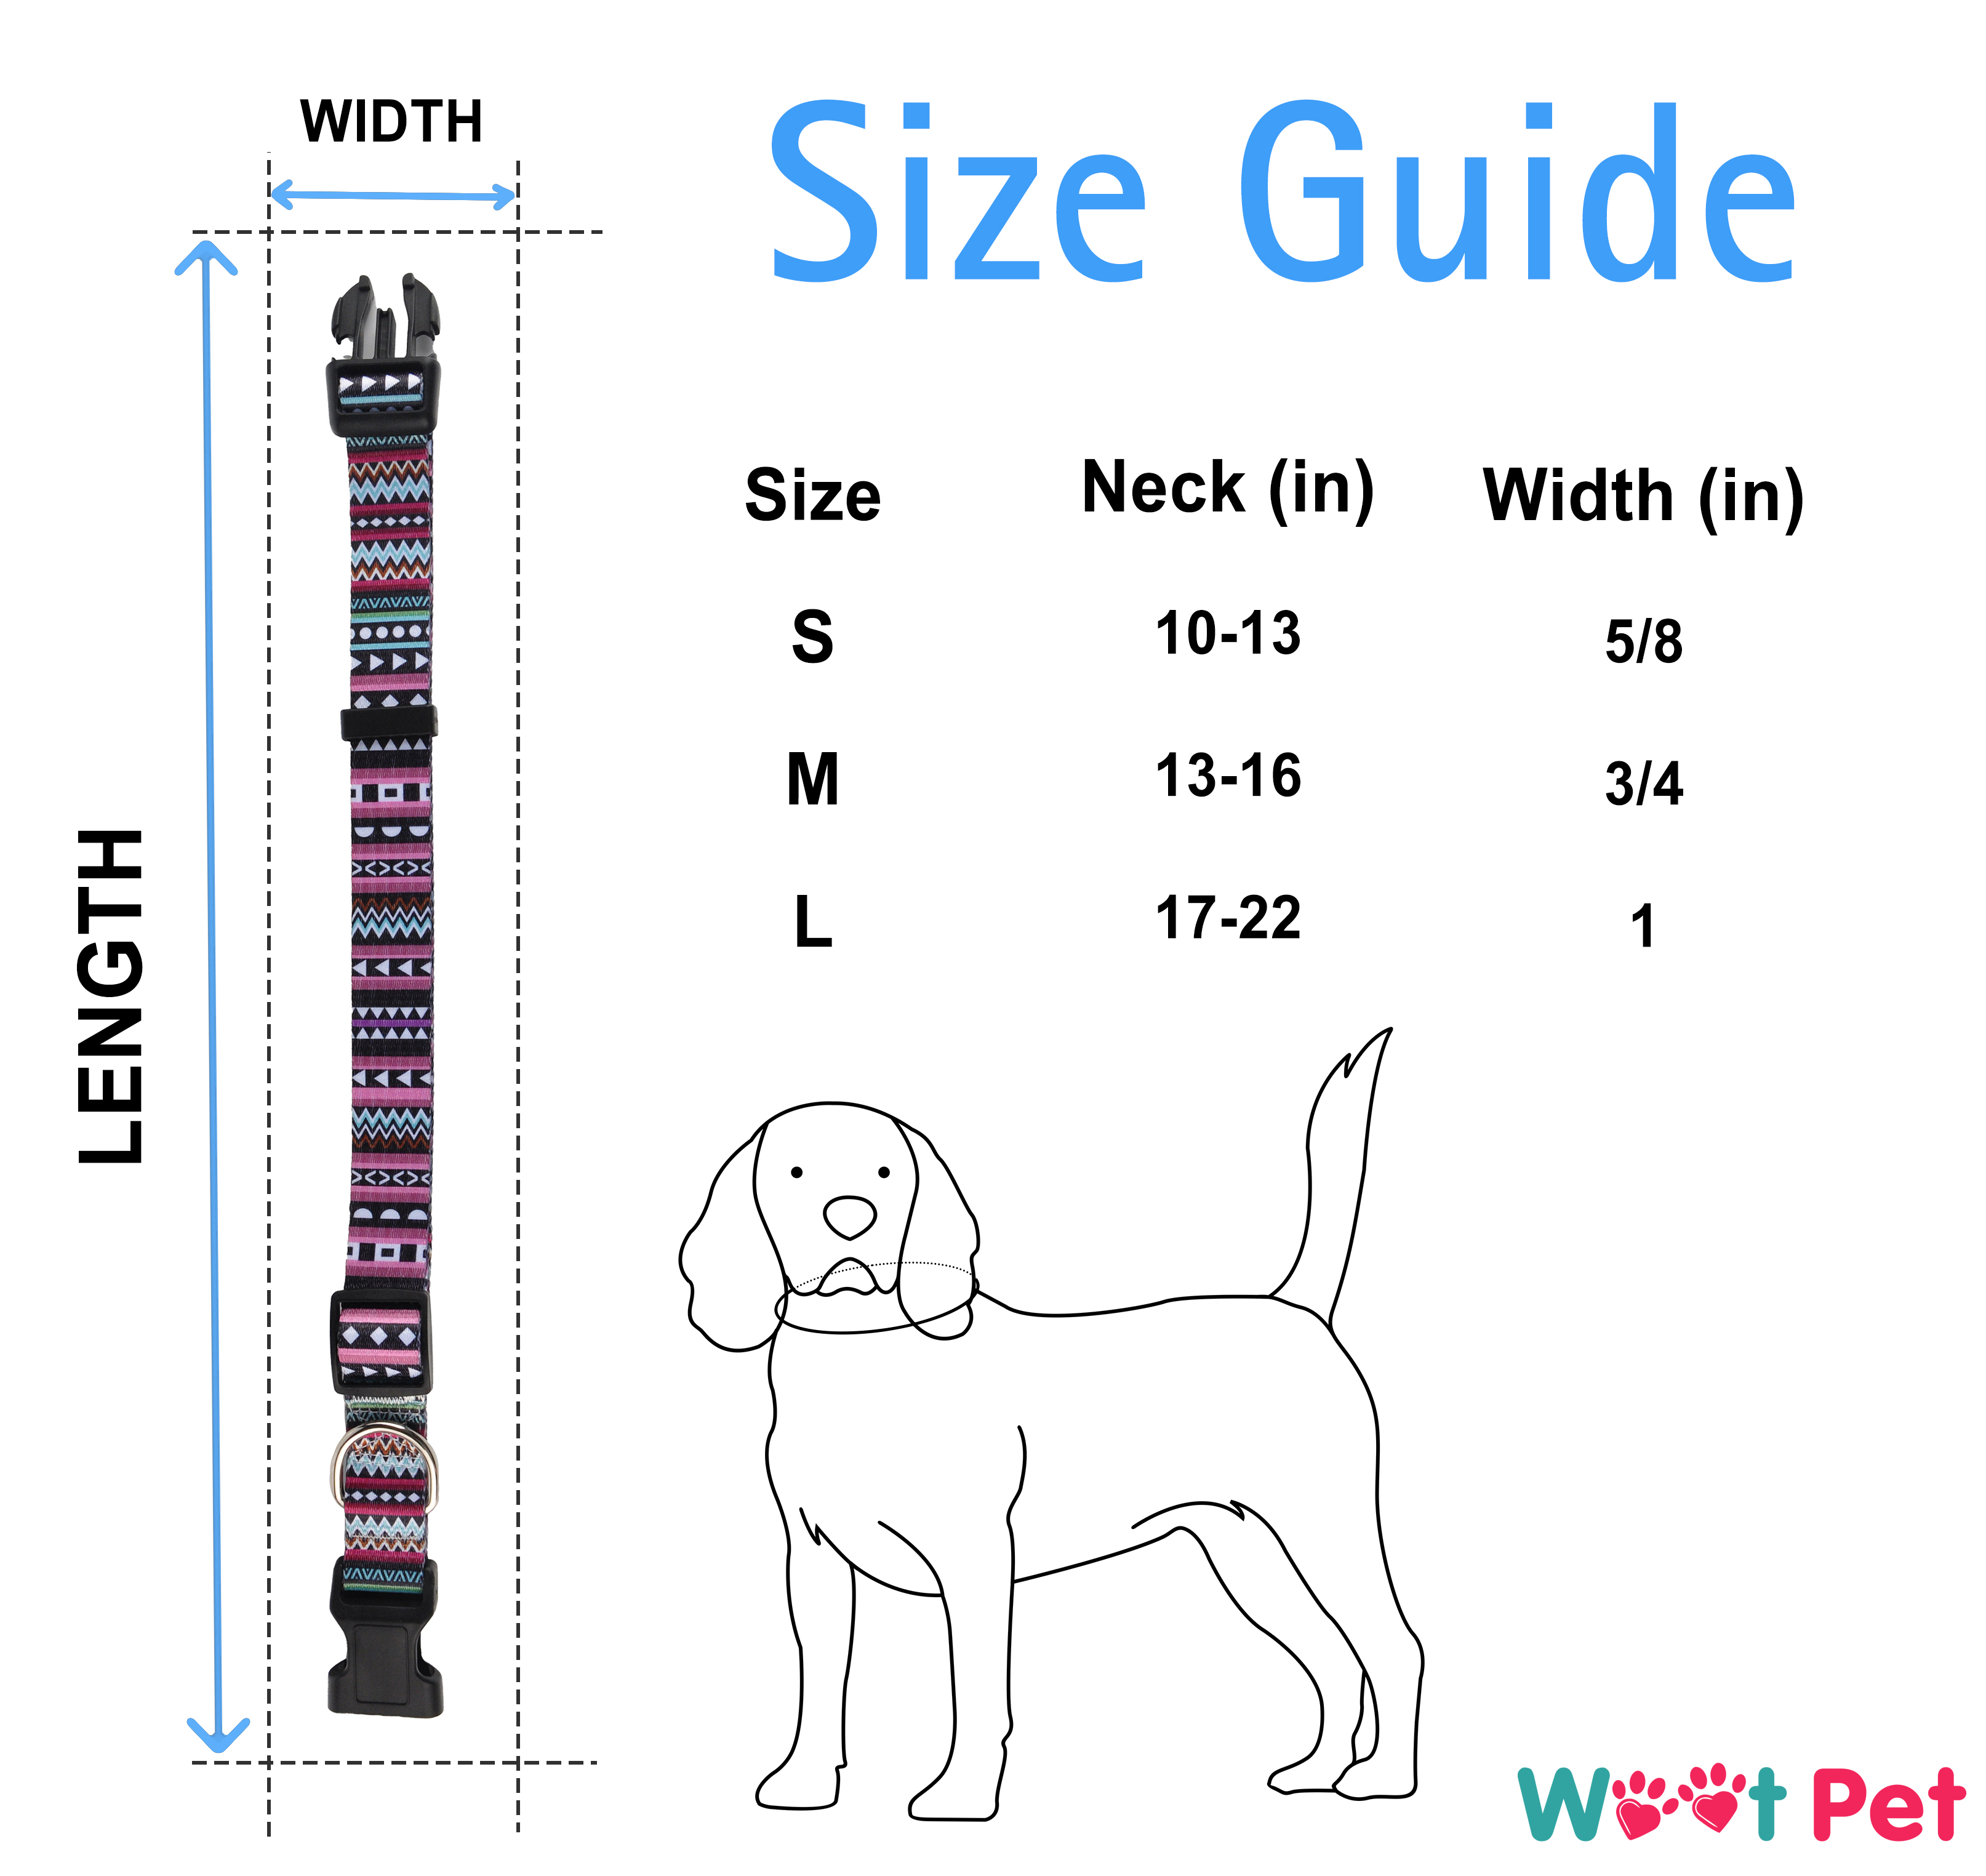 WIDTH
Size Guide
LENGTH
Size Neck (in) Width (in)
S 10-13 5/8
M 13-16 3/4
L 17-22 1
Woot Pet